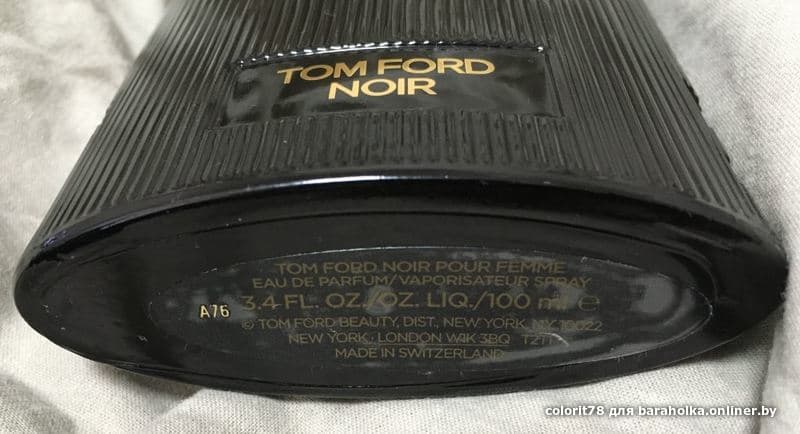 TOM FORD
NOIR
TOM FORD NOIR POUR FEMME
EAU DE PARFUM/VAPORISATEUR SPRAY
A76
3.4 FL. OZ./OZ. LIQ./100 ml ℮
© TOM FORD BEAUTY, DIST. NEW YORK, NY 10022
NEW YORK, LONDON W1K 3BQ
MADE IN SWITZERLAND
colorit78 для baraholka.onliner.by